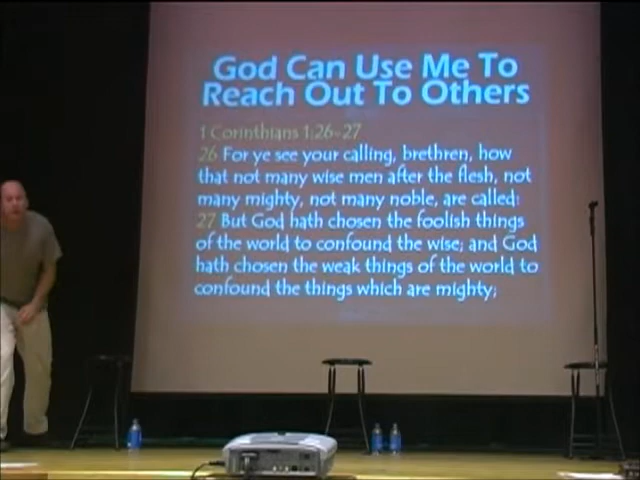 God Can Use Me To
Reach Out To Others
1 Corinthians 1:26-27
26 For ye see your calling, brethren, how
that not many wise men after the flesh, not
many mighty, not many noble, are called:
27 But God hath chosen the foolish things
of the world to confound the wise; and God
hath chosen the weak things of the world to
confound the things which are mighty;